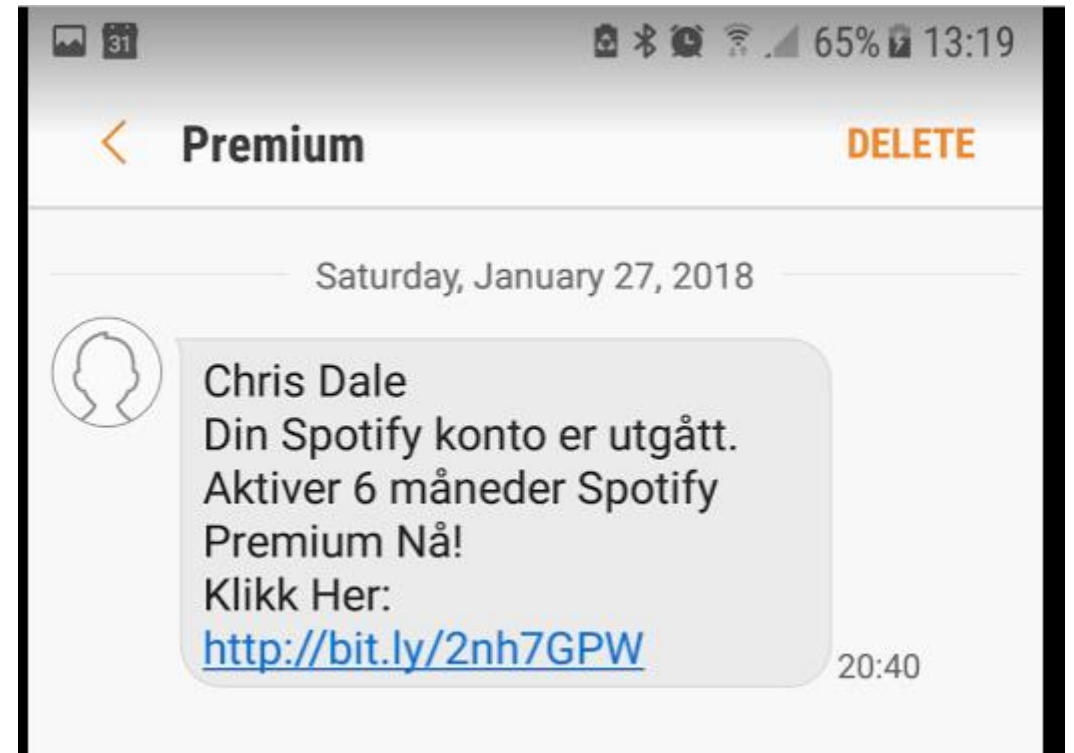 31 65% 13:19
Premium DELETE
Saturday, January 27, 2018
Chris Dale
Din Spotify konto er utgått.
Aktiver 6 måneder Spotify
Premium Nå!
Klikk Her:
http://bit.ly/2nh7GPW
20:40